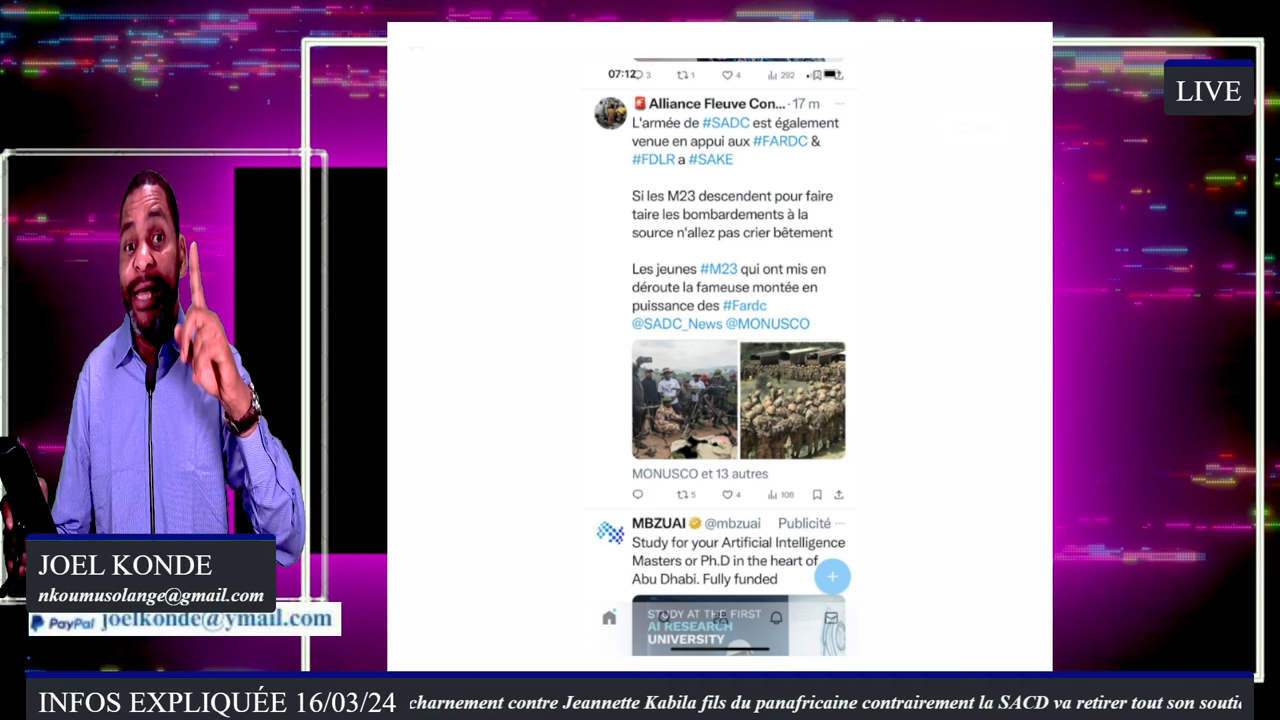 LIVE
07:12
3
1
4
292
🚨 Alliance Fleuve Con... · 17 m
L'armée de #SADC est également
venue en appui aux #FARDC &
#FDLR a #SAKE
Si les M23 descendent pour faire
taire les bombardements à la
source n'allez pas crier bêtement
Les jeunes #M23 qui ont mis en
déroute la fameuse montée en
puissance des #Fardc
@SADC_News @MONUSCO
MONUSCO et 13 autres
5
4
108
MBZUAI @mbzuai Publicité
Study for your Artificial Intelligence
Masters or Ph.D in the heart of
Abu Dhabi. Fully funded
STUDY AT THE FIRST
AI RESEARCH
UNIVERSITY
JOEL KONDE
nkoumusolange@gmail.com
PayPal joelkonde@ymail.com
INFOS EXPLIQUÉE 16/03/24
charnement contre Jeannette Kabila fils du panafricaine contrairement la SACD va retirer tout son souti